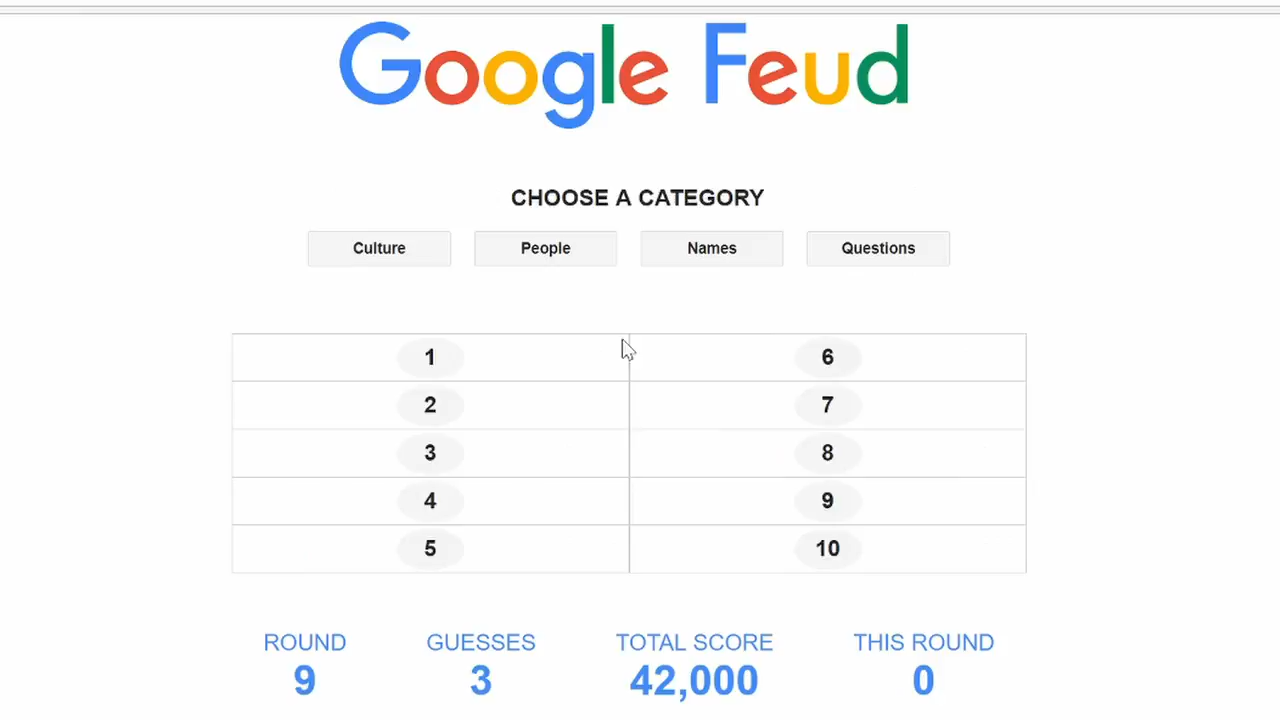 Google Feud
CHOOSE A CATEGORY
Culture People Names Questions
1 6
2 7
3 8
4 9
5 10
ROUND GUESSES TOTAL SCORE THIS ROUND
9 3 42,000 0